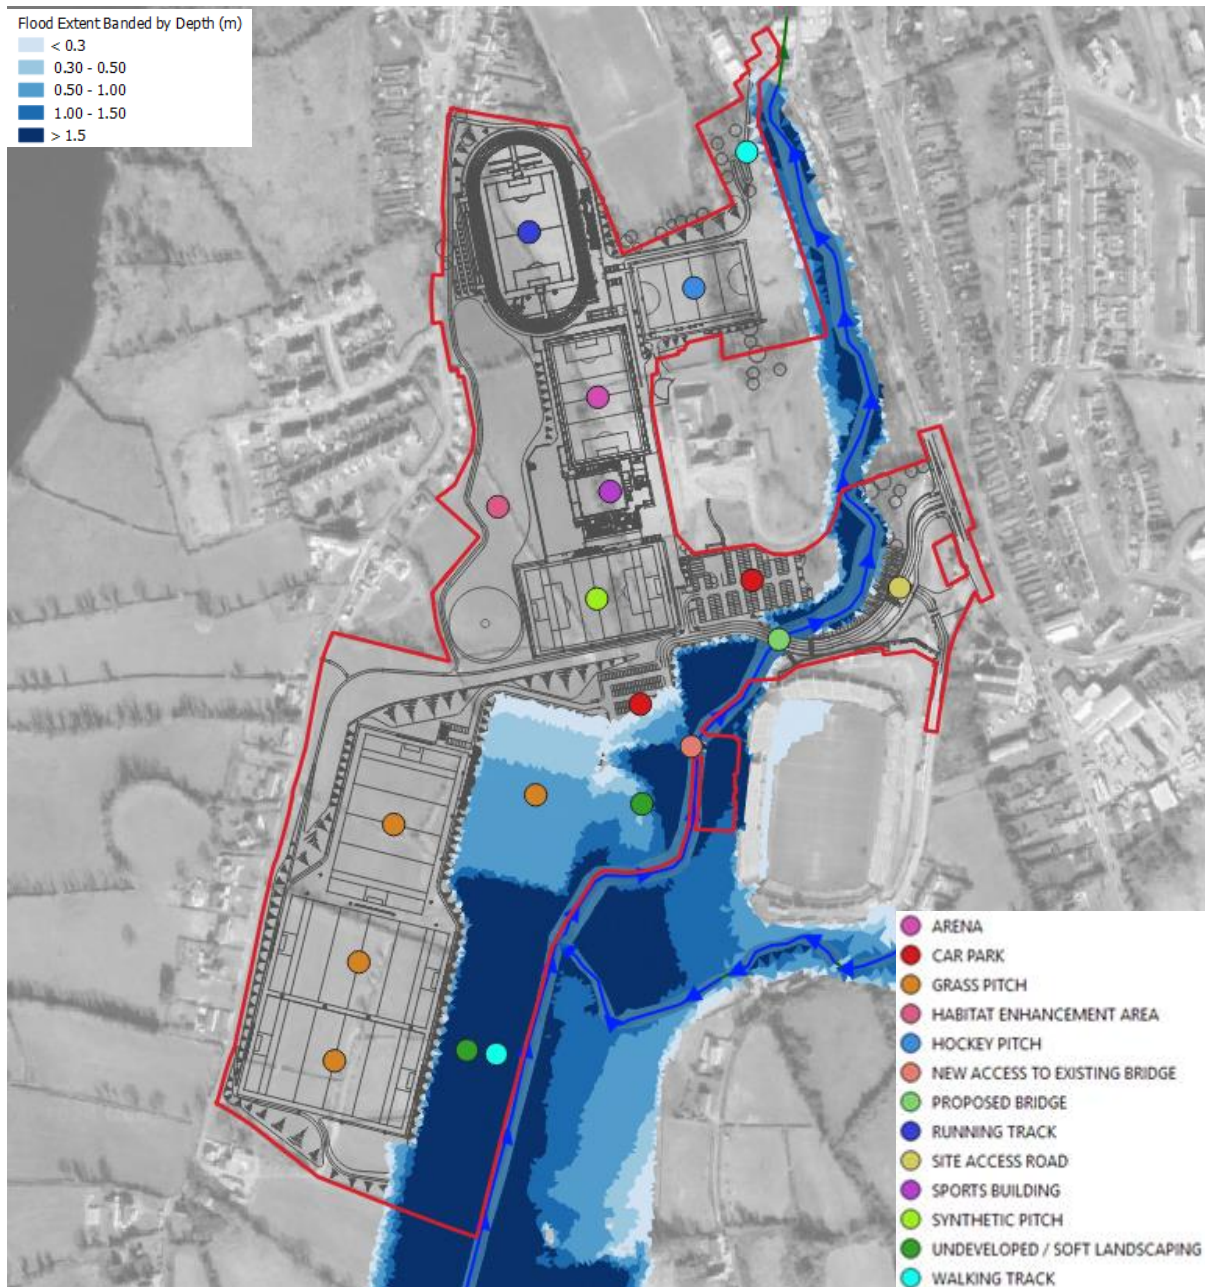 Flood Extent Banded by Depth (m)
< 0.3
0.30 - 0.50
0.50 - 1.00
1.00 - 1.50
> 1.5
ARENA
CAR PARK
GRASS PITCH
HABITAT ENHANCEMENT AREA
HOCKEY PITCH
NEW ACCESS TO EXISTING BRIDGE
PROPOSED BRIDGE
RUNNING TRACK
SITE ACCESS ROAD
SPORTS BUILDING
SYNTHETIC PITCH
UNDEVELOPED / SOFT LANDSCAPING
WALKING TRACK